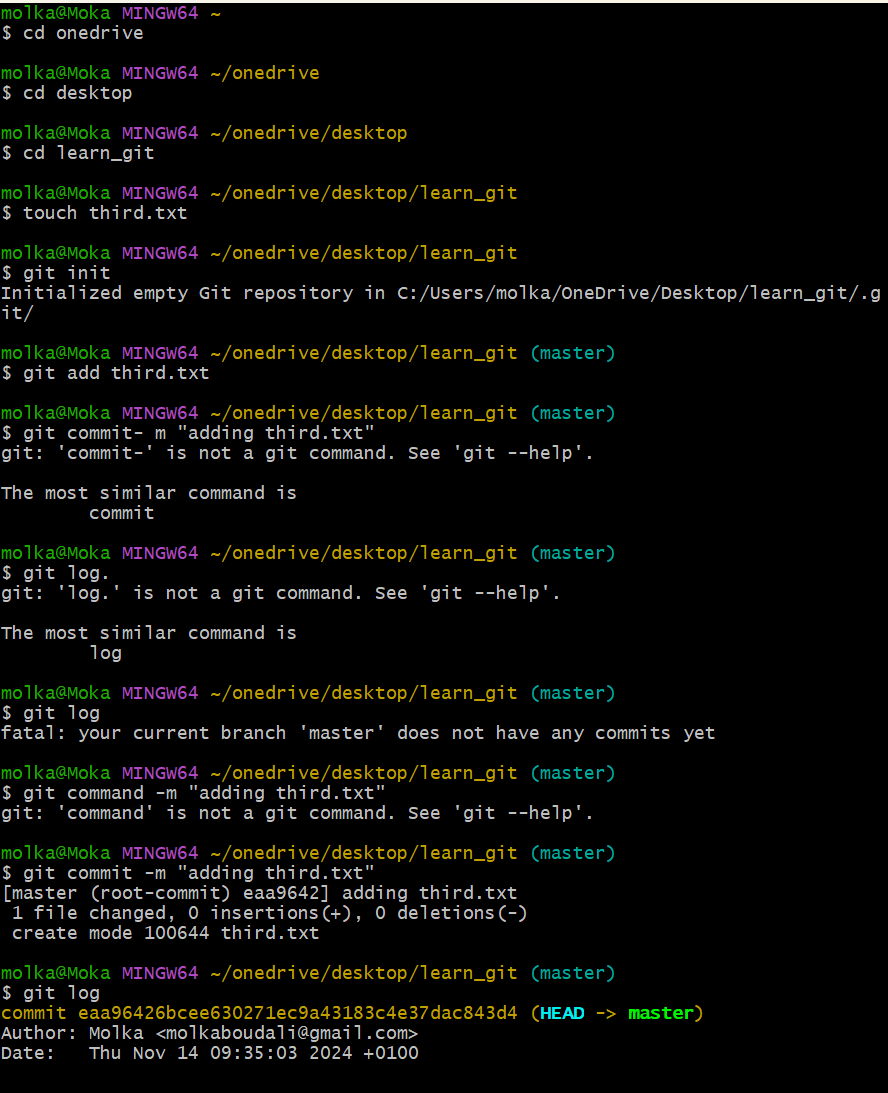 molka@Moka MINGW64 ~
$ cd onedrive
molka@Moka MINGW64 ~/onedrive
$ cd desktop
molka@Moka MINGW64 ~/onedrive/desktop
$ cd learn_git
molka@Moka MINGW64 ~/onedrive/desktop/learn_git
$ touch third.txt
molka@Moka MINGW64 ~/onedrive/desktop/learn_git
$ git init
Initialized empty Git repository in C:/Users/molka/OneDrive/Desktop/learn_git/.g
it/
molka@Moka MINGW64 ~/onedrive/desktop/learn_git (master)
$ git add third.txt
molka@Moka MINGW64 ~/onedrive/desktop/learn_git (master)
$ git commit- m "adding third.txt"
git: 'commit-' is not a git command. See 'git --help'.
The most similar command is
        commit
molka@Moka MINGW64 ~/onedrive/desktop/learn_git (master)
$ git log.
git: 'log.' is not a git command. See 'git --help'.
The most similar command is
        log
molka@Moka MINGW64 ~/onedrive/desktop/learn_git (master)
$ git log
fatal: your current branch 'master' does not have any commits yet
molka@Moka MINGW64 ~/onedrive/desktop/learn_git (master)
$ git command -m "adding third.txt"
git: 'command' is not a git command. See 'git --help'.
molka@Moka MINGW64 ~/onedrive/desktop/learn_git (master)
$ git commit -m "adding third.txt"
[master (root-commit) eaa9642] adding third.txt
 1 file changed, 0 insertions(+), 0 deletions(-)
 create mode 100644 third.txt
molka@Moka MINGW64 ~/onedrive/desktop/learn_git (master)
$ git log
commit eaa96426bcee630271ec9a43183c4e37dac843d4 (HEAD -> master)
Author: Molka <molkaboudali@gmail.com>
Date:   Thu Nov 14 09:35:03 2024 +0100